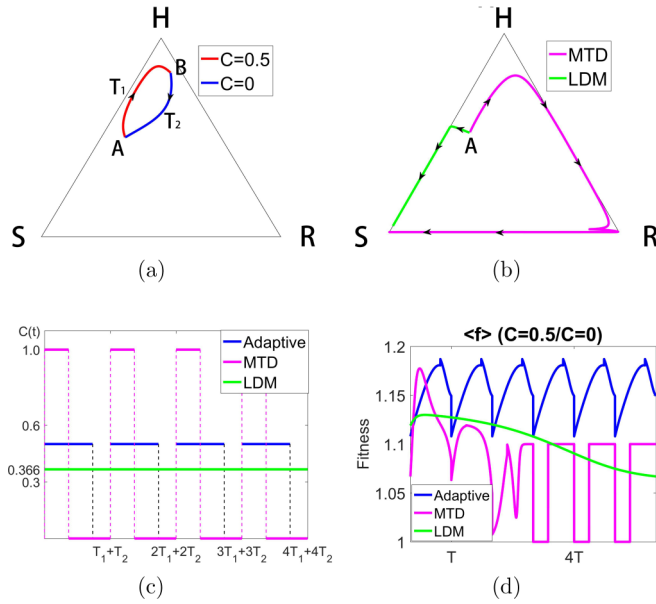 H
B
C=0.5
C=0
T₁
T₂
A
S
R
(a)
H
MTD
LDM
A
S
R
(b)
C(t)
1.0
0.6
0.366
0.3
Adaptive
MTD
LDM
T₁+T₂
2T₁+2T₂
3T₁+3T₂
4T₁+4T₂
(c)
<f> (C=0.5/C=0)
1.2
1.15
1.1
1.05
1
Fitness
Adaptive
MTD
LDM
T
4T
(d)